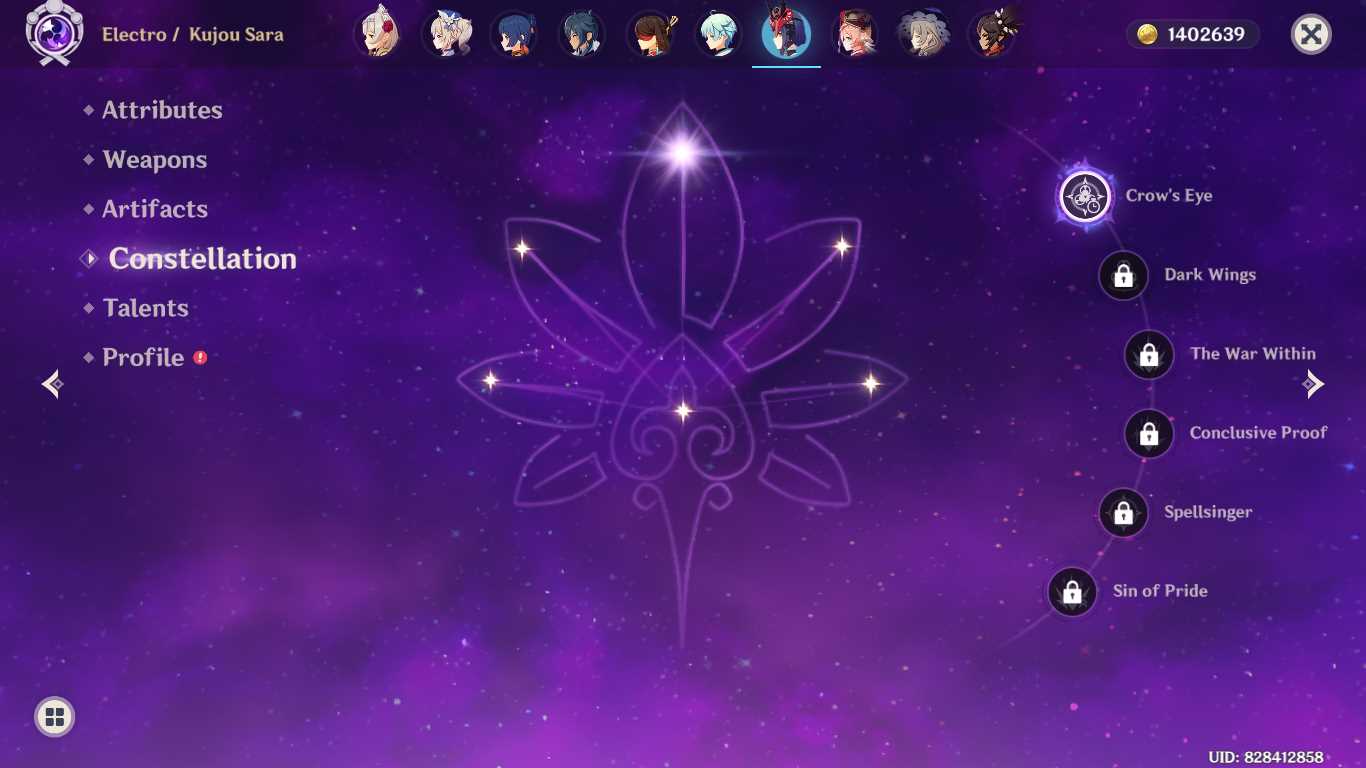 Electro / Kujou Sara
1402639
Attributes
Weapons
Artifacts
Constellation
Talents
Profile
Crow's Eye
Dark Wings
The War Within
Conclusive Proof
Spellsinger
Sin of Pride
UID: 828412858